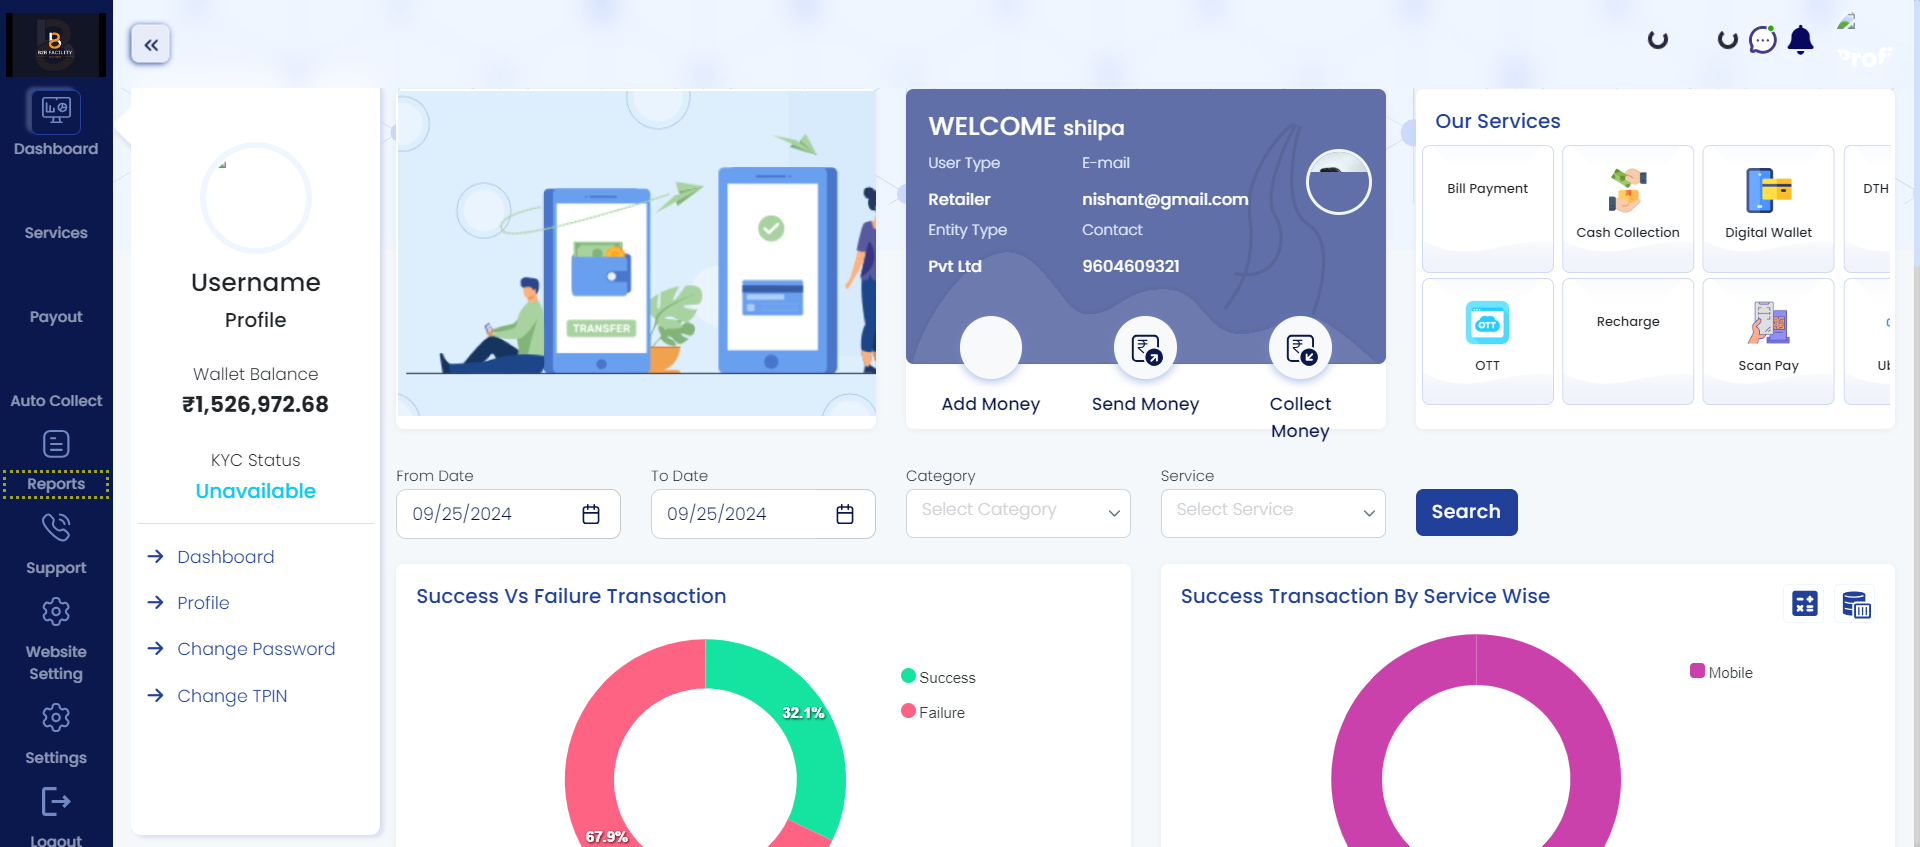 B2B FACILITY
Dashboard
Services
Payout
Auto Collect
Reports
Support
Website
Setting
Settings
Logout
Username
Profile
Wallet Balance
₹1,526,972.68
KYC Status
Unavailable
Dashboard
Profile
Change Password
Change TPIN
TRANSFER
WELCOME shilpa
User Type
E-mail
Retailer
nishant@gmail.com
Entity Type
Contact
Pvt Ltd
9604609321
Add Money
Send Money
Collect
Money
Our Services
Bill Payment
Cash Collection
Digital Wallet
DTH
OTT
OTT
Recharge
Scan Pay
Profi
From Date
To Date
Category
Service
09/25/2024
09/25/2024
Select Category
Select Service
Search
Success Vs Failure Transaction
32.1%
67.9%
Success
Failure
Success Transaction By Service Wise
Mobile